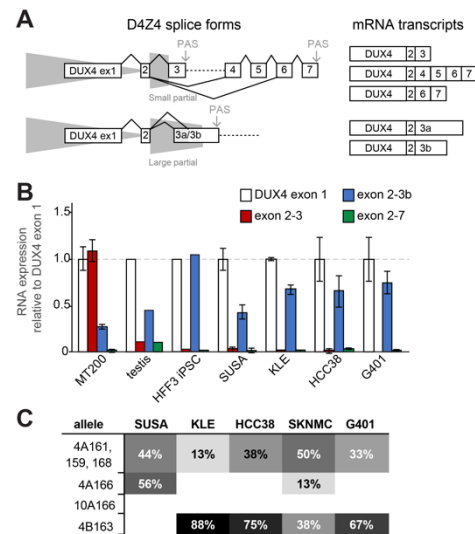 A
D4Z4 splice forms
mRNA transcripts
PAS
PAS
DUX4 ex1 2 3 4 5 6 7
Small partial
PAS
DUX4 ex1 2 3a/3b
Large partial
DUX4 2 3
DUX4 2 4 5 6 7
DUX4 2 6 7
DUX4 2 3a
DUX4 2 3b
B
DUX4 exon 1
exon 2-3b
exon 2-3
exon 2-7
RNA expression
relative to DUX4 exon 1
1.0
0.5
0
MT200
testis
HFF3 iPSC
SUSA
KLE
HCC38
G401
C
allele SUSA KLE HCC38 SKNMC G401
4A161, 159, 168 44% 13% 38% 50% 33%
4A166 56% 13%
10A166
4B163 88% 75% 38% 67%